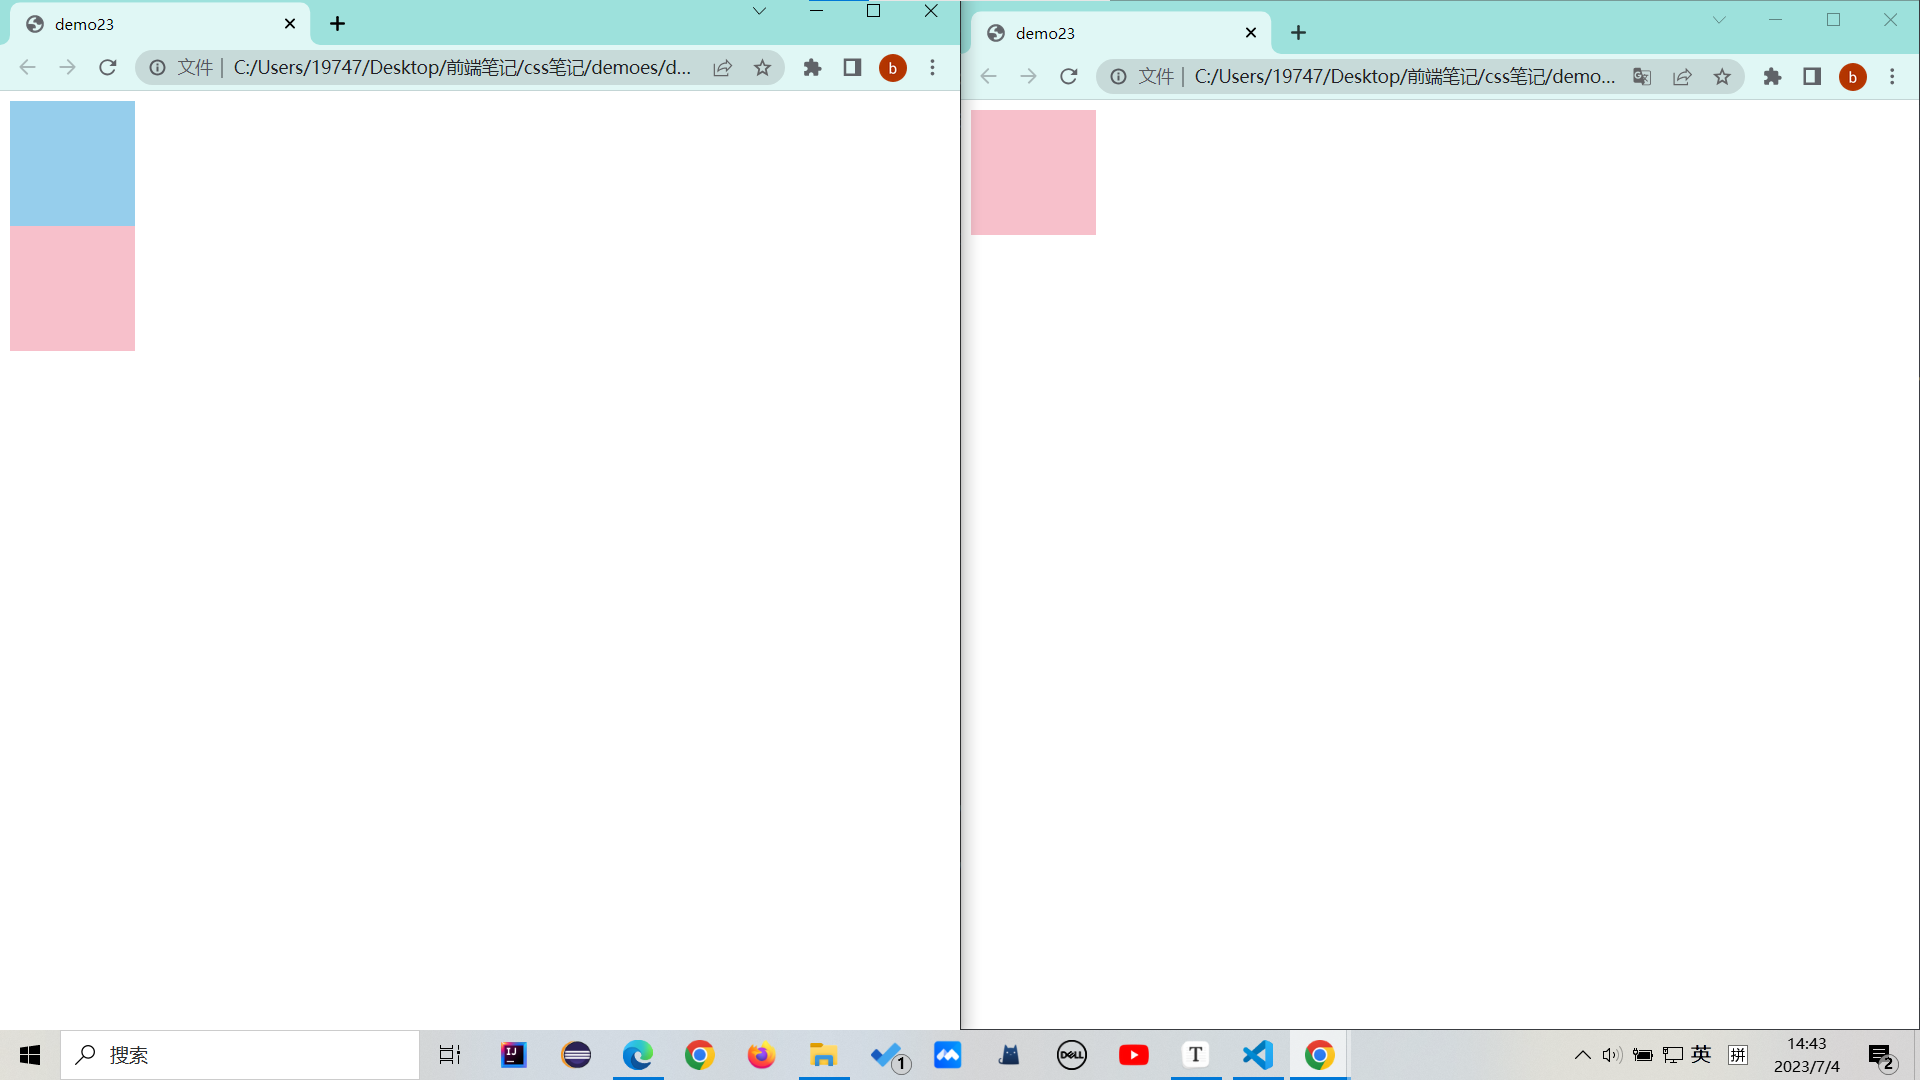 demo23
文件 | C:/Users/19747/Desktop/前端笔记/css笔记/demoes/d...
b
demo23
文件 | C:/Users/19747/Desktop/前端笔记/css笔记/demo...
b
搜索
IJ
1
DELL
T
英
拼
14:43
2023/7/4
2